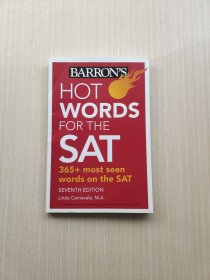 BARRON'S
HOT
WORDS
FOR THE
SAT
365+ most seen
words on the SAT
SEVENTH EDITION
Linda Carnevale, M.A.